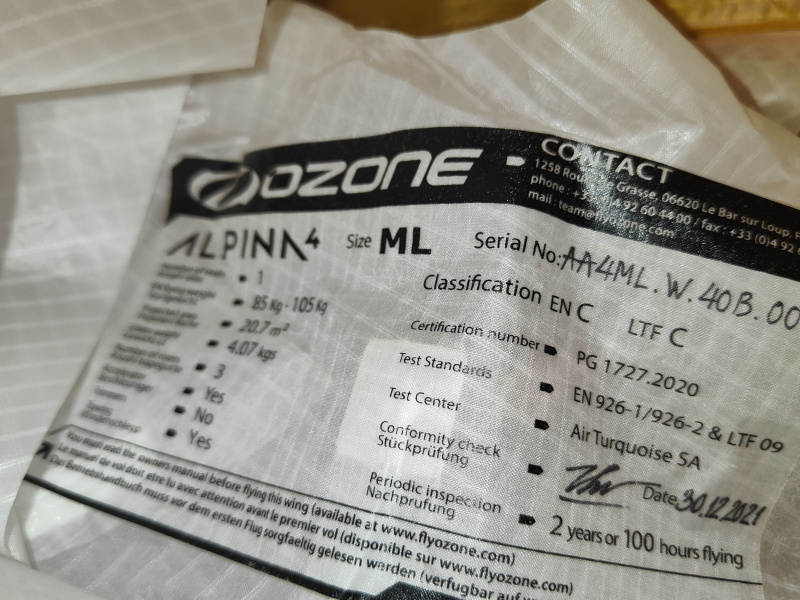 OZONE
CONTACT
1258 Route de Grasse, 06620 Le Bar sur Loup,
phone : +33 (0)4 92 60 44 00 / fax : +33 (0)4 92 6
mail : team@flyozone.com
ALPINA4 Size ML Serial No: AA4ML.W.40B.00
Classification EN C LTF C
1
85 Kg - 105 Kg
20.7 m²
4.07 kgs
3
Yes
No
Yes
Certification number PG 1727.2020
Test Standards EN 926-1/926-2 & LTF 09
Test Center Air Turquoise SA
Conformity check
Stückprüfung Date 30.12.2021
Periodic inspection
Nachprüfung 2 years or 100 hours flying
You must read the owners manual before flying this wing (available at www.flyozone.com)
Le manuel de vol doit etre lu avec attention avant le premier vol (disponible sur www.flyozone.com)
Das Betriebshandbuch muss vor dem ersten Flug sorgfaeltig gelesen werden (verfugbar auf